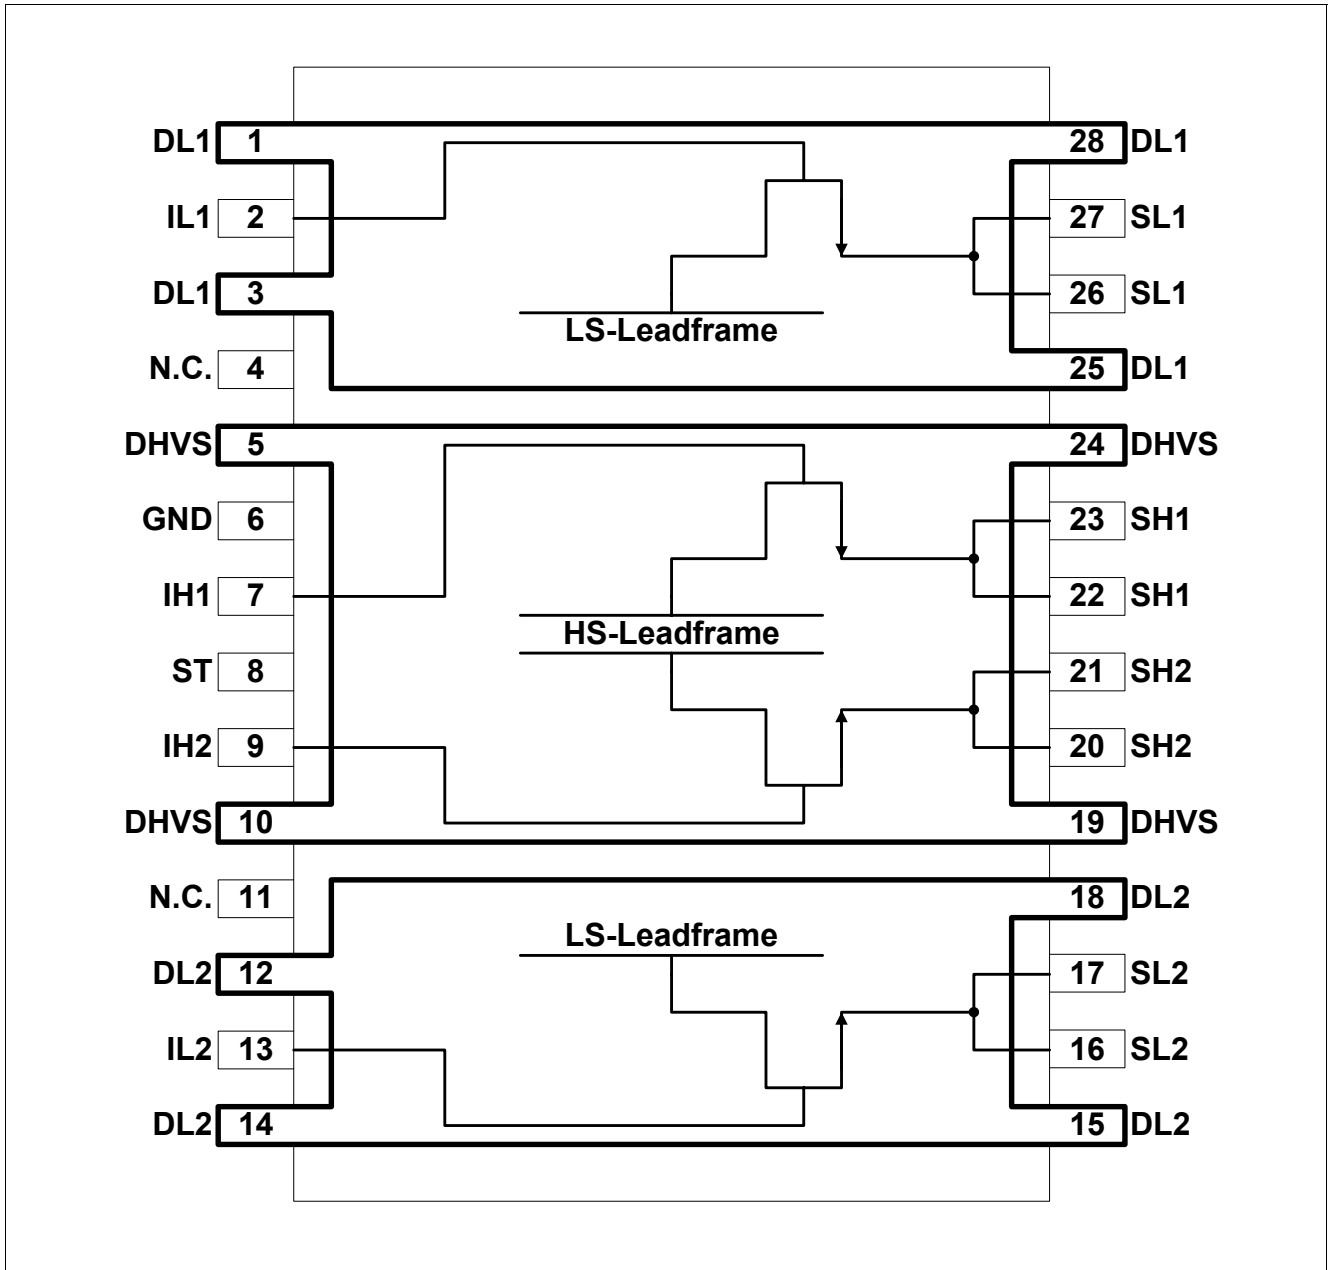 DL1 1 28 DL1
IL1 2 27 SL1
DL1 3 26 SL1
LS-Leadframe
N.C. 4 25 DL1
DHVS 5 24 DHVS
GND 6 23 SH1
IH1 7 22 SH1
HS-Leadframe
ST 8 21 SH2
IH2 9 20 SH2
DHVS 10 19 DHVS
N.C. 11 18 DL2
LS-Leadframe
DL2 12 17 SL2
IL2 13 16 SL2
DL2 14 15 DL2